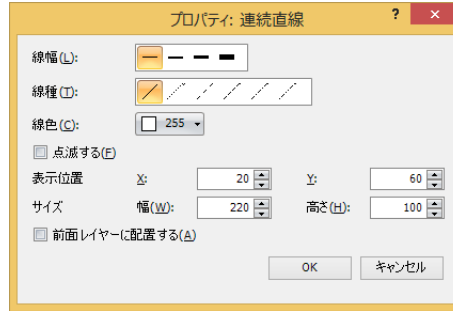 プロパティ: 連続直線
? ×
線幅(L):
線種(T):
線色(C): 255
点滅する(F)
表示位置 X: 20 Y: 60
サイズ 幅(W): 220 高さ(H): 100
前面レイヤーに配置する(A)
OK キャンセル